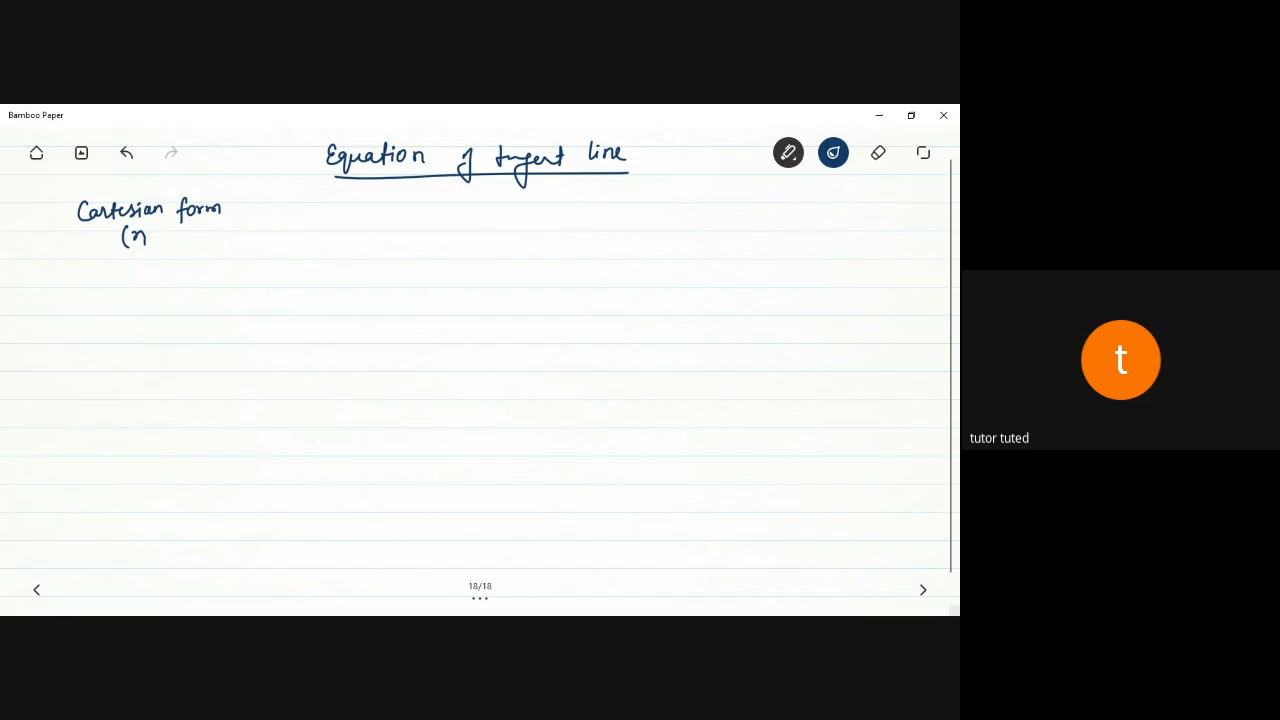 Bamboo Paper
Equation of tangent line
Cartesian form
(x
18/18
t
tutor tuted